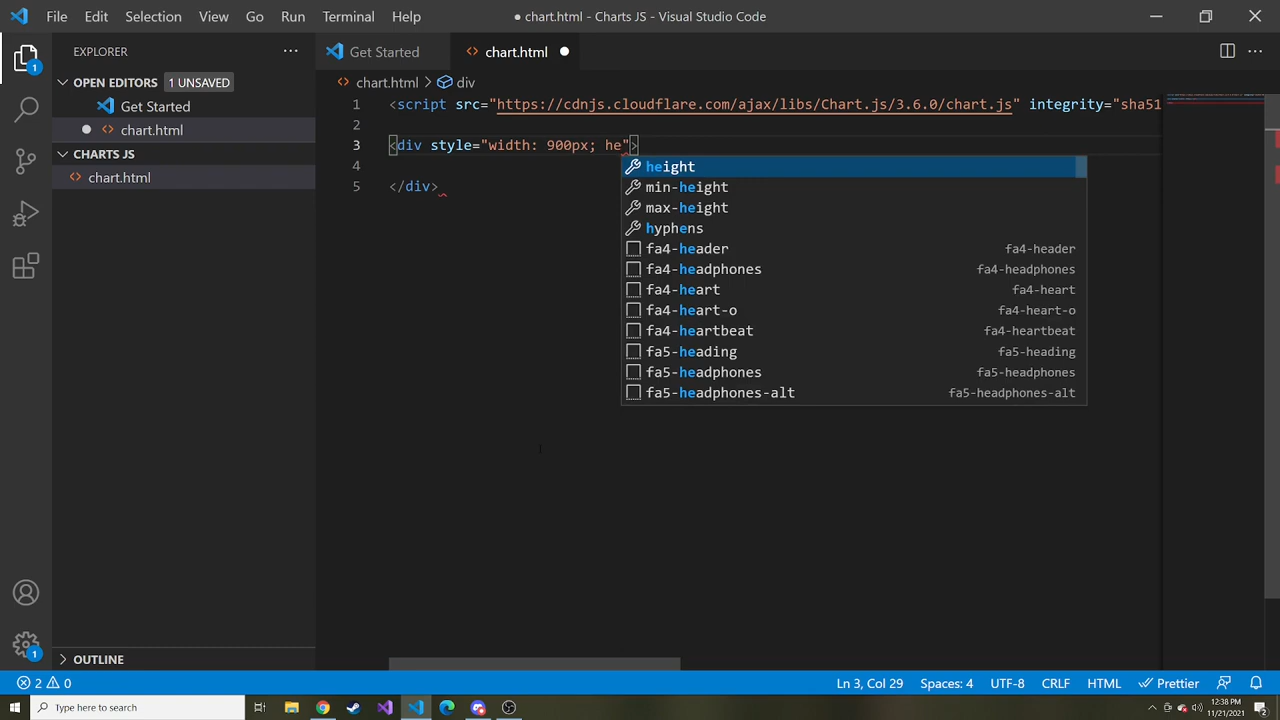 File Edit Selection View Go Run Terminal Help
● chart.html - Charts JS - Visual Studio Code
EXPLORER
1
OPEN EDITORS 1 UNSAVED
Get Started
chart.html
CHARTS JS
chart.html
OUTLINE
1
Get Started
chart.html
chart.html > div
1 <script src="https://cdnjs.cloudflare.com/ajax/libs/Chart.js/3.6.0/chart.js" integrity="sha51
2
3 <div style="width: 900px; he">
4
5 </div>
height
min-height
max-height
hyphens
fa4-header fa4-header
fa4-headphones fa4-headphones
fa4-heart fa4-heart
fa4-heart-o fa4-heart-o
fa4-heartbeat fa4-heartbeat
fa5-heading fa5-heading
fa5-headphones fa5-headphones
fa5-headphones-alt fa5-headphones-alt
2 0 Ln 3, Col 29 Spaces: 4 UTF-8 CRLF HTML Prettier
Type here to search
12:38 PM
11/21/2021
2